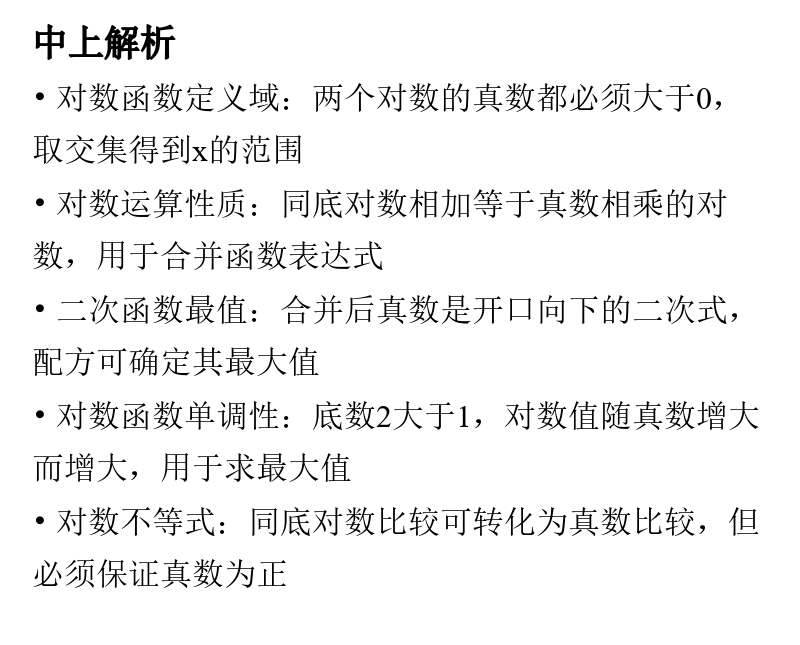 中上解析
• 对数函数定义域：两个对数的真数都必须大于0，
取交集得到x的范围
• 对数运算性质：同底对数相加等于真数相乘的对
数，用于合并函数表达式
• 二次函数最值：合并后真数是开口向下的二次式，
配方可确定其最大值
• 对数函数单调性：底数2大于1，对数值随真数增大
而增大，用于求最大值
• 对数不等式：同底对数比较可转化为真数比较，但
必须保证真数为正